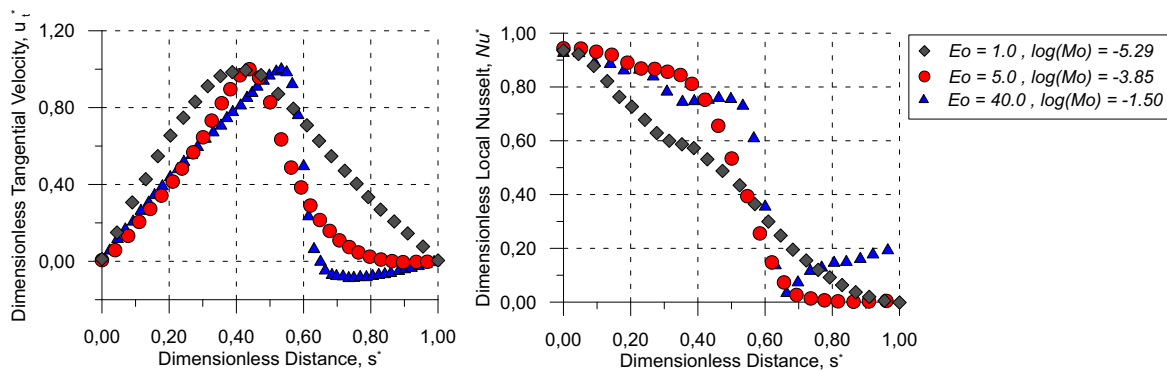 Dimensionless Tangential Velocity, u*t
1,20
0,80
0,40
0,00
0,00 0,20 0,40 0,60 0,80 1,00
Dimensionless Distance, s*
Dimensionless Local Nusselt, Nu*
1,00
0,80
0,60
0,40
0,20
0,00
0,00 0,20 0,40 0,60 0,80 1,00
Dimensionless Distance, s*
Eo = 1.0 , log(Mo) = -5.29
Eo = 5.0 , log(Mo) = -3.85
Eo = 40.0 , log(Mo) = -1.50